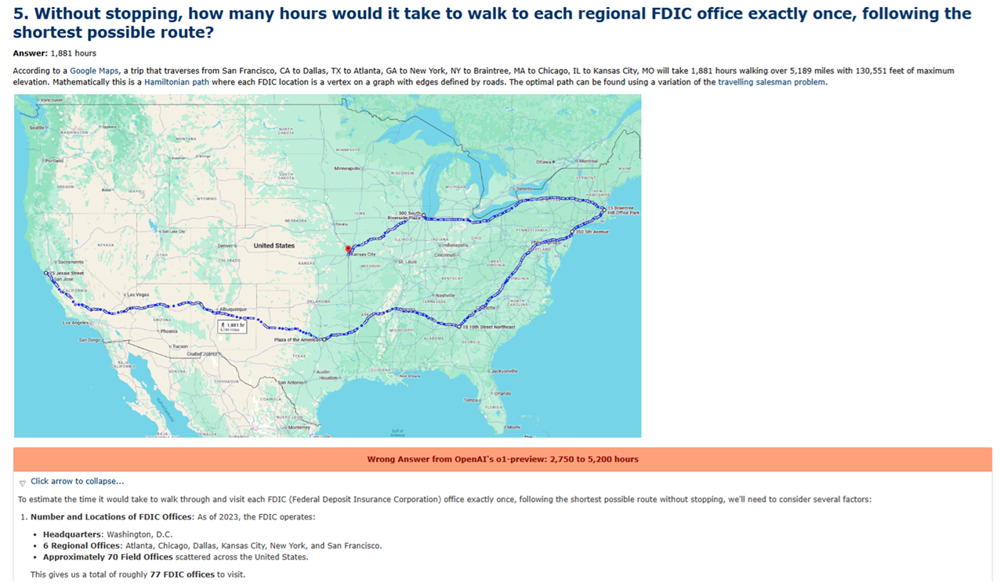 5. Without stopping, how many hours would it take to walk to each regional FDIC office exactly once, following the
shortest possible route?
Answer: 1,881 hours
According to a Google Maps, a trip that traverses from San Francisco, CA to Dallas, TX to Atlanta, GA to New York, NY to Braintree, MA to Chicago, IL to Kansas City, MO will take 1,881 hours walking over 5,189 miles with 130,551 feet of maximum
elevation. Mathematically this is a Hamiltonian path where each FDIC location is a vertex on a graph with edges defined by roads. The optimal path can be found using a variation of the travelling salesman problem.
Vancouver
Seattle
Spokane
WASHINGTON
NORTH
DAKOTA
MONTANA
MINNESOTA
Ottawa
Montreal
MAINE
Portland
Minneapolis
WISCONSIN
VERMONT
OREGON
Boise
IDAHO
SOUTH
DAKOTA
MICHIGAN
Toronto
NEW
HAMPSHIRE
WYOMING
IOWA
300 South
Riverside Plaza
15 Braintree
Hill Office Park
NEBRASKA
Omaha
Salt Lake City
PENNSYLVANIA
350 5th Avenue
NEVADA
ILLINOIS
INDIANA
OHIO
Indianapolis
NJ
Denver
United States
Kansas City
Cincinnati
UTAH
COLORADO
Sacramento
KANSAS
MISSOURI
St. Louis
WEST
VIRGINIA
25 Jessie Street
San Jose
KENTUCKY
VIRGINIA
CALIFORNIA
Las Vegas
Nashville
OKLAHOMA
TENNESSEE
NORTH
CAROLINA
Albuquerque
Los Angeles
ARIZONA
1,881 hr
5,189 miles
10 10th Street Northeast
Phoenix
MISSISSIPPI
San Diego
Plaza of the Americas
ALABAMA
GEORGIA
Tucson
BAJA
CALIFORNIA
Ciudad Juárez
TEXAS
SONORA
Austin
LOUISIANA
Jacksonville
CHIHUAHUA
San Antonio
Houston
New Orleans
Orlando
COAHUILA
Tampa
FLORIDA
Gulf of
California
NUEVO LEON
Monterrey
Miami
BAJA
SINALOA
DURANGO
Gulf of
America
The
Wrong Answer from OpenAI's o1-preview: 2,750 to 5,200 hours
Click arrow to collapse...
To estimate the time it would take to walk through and visit each FDIC (Federal Deposit Insurance Corporation) office exactly once, following the shortest possible route without stopping, we'll need to consider several factors:
1. Number and Locations of FDIC Offices: As of 2023, the FDIC operates:
• Headquarters: Washington, D.C.
• 6 Regional Offices: Atlanta, Chicago, Dallas, Kansas City, New York, and San Francisco.
• Approximately 70 Field Offices scattered across the United States.
This gives us a total of roughly 77 FDIC offices to visit.